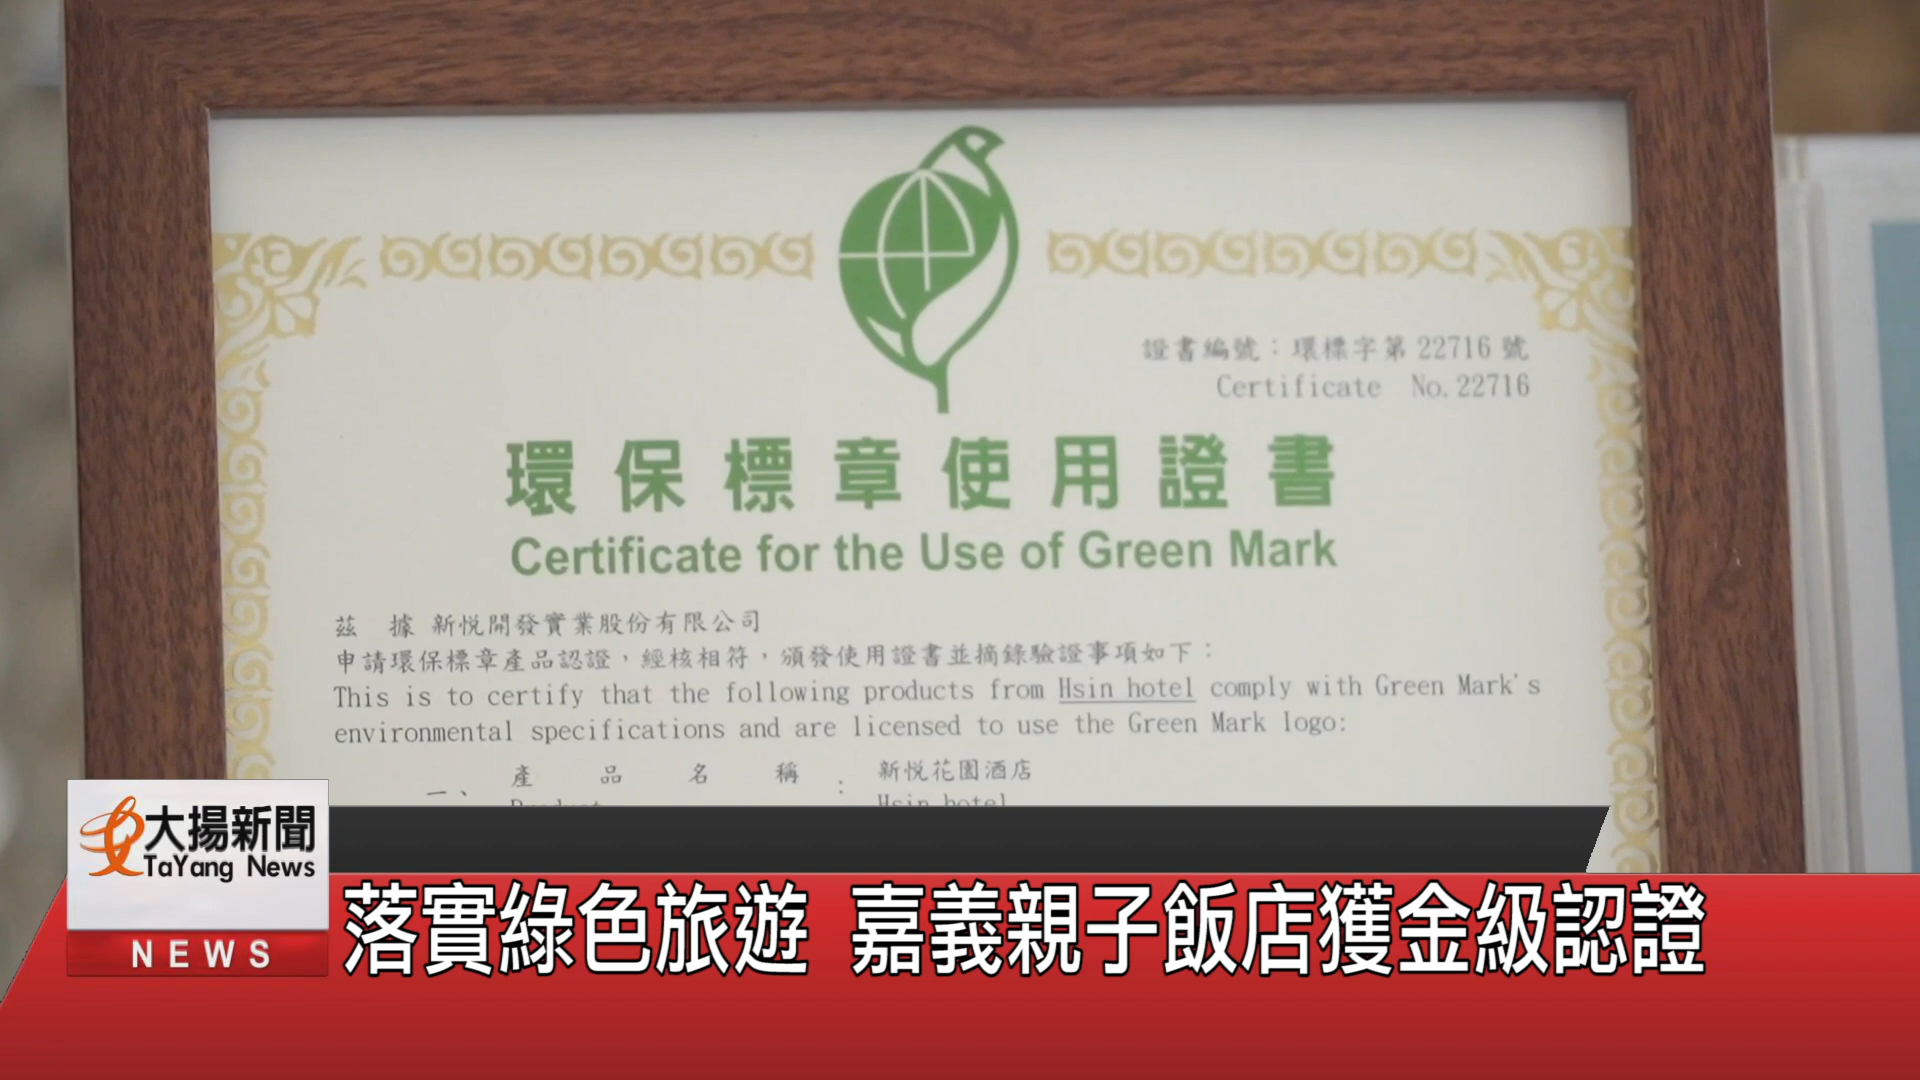 證書編號：環標字第 22716 號
Certificate No. 22716
環保標章使用證書
Certificate for the Use of Green Mark
茲 據 新悅開發實業股份有限公司
申請環保標章產品認證，經核相符，頒發使用證書並摘錄驗證事項如下：
This is to certify that the following products from Hsin hotel comply with Green Mark's
environmental specifications and are licensed to use the Green Mark logo:
一、 產品名稱 : 新悅花園酒店
Product Hsin hotel
大揚新聞
TaYang News
NEWS
落實綠色旅遊 嘉義親子飯店獲金級認證